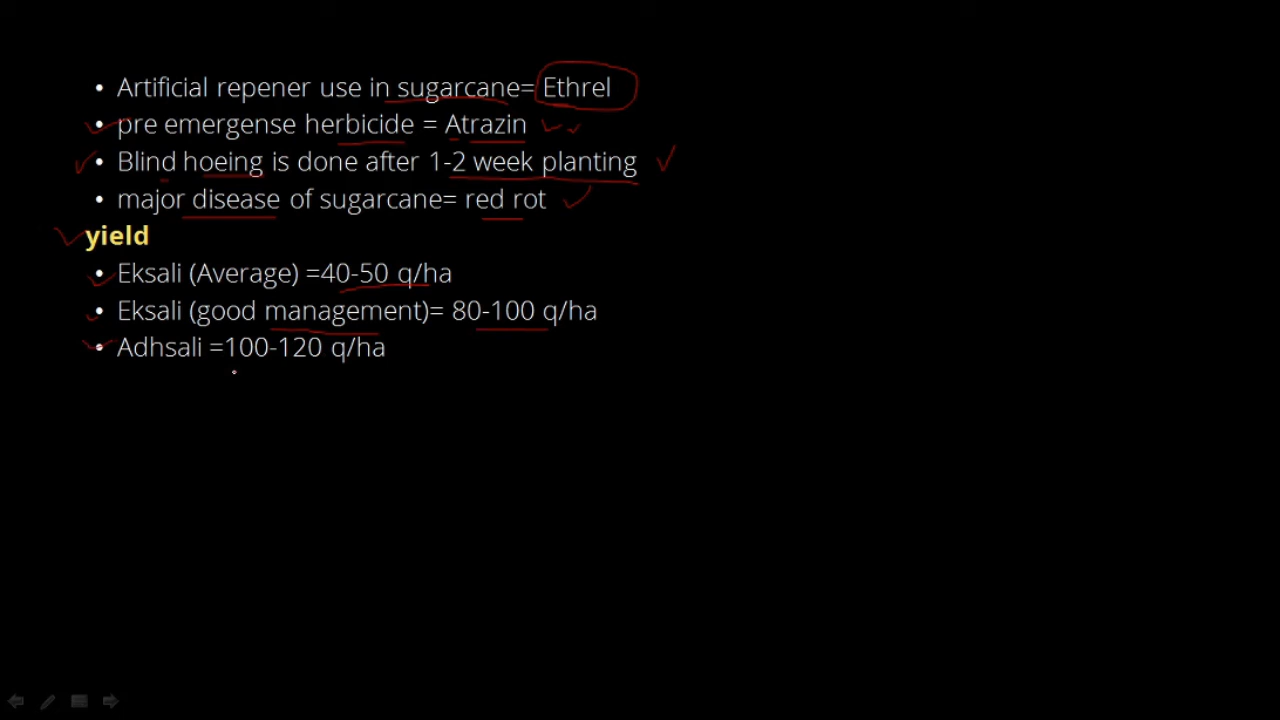 • Artificial repener use in sugarcane= Ethrel
• pre emergense herbicide = Atrazin
• Blind hoeing is done after 1-2 week planting
• major disease of sugarcane= red rot
yield
• Eksali (Average) =40-50 q/ha
• Eksali (good management)= 80-100 q/ha
• Adhsali =100-120 q/ha